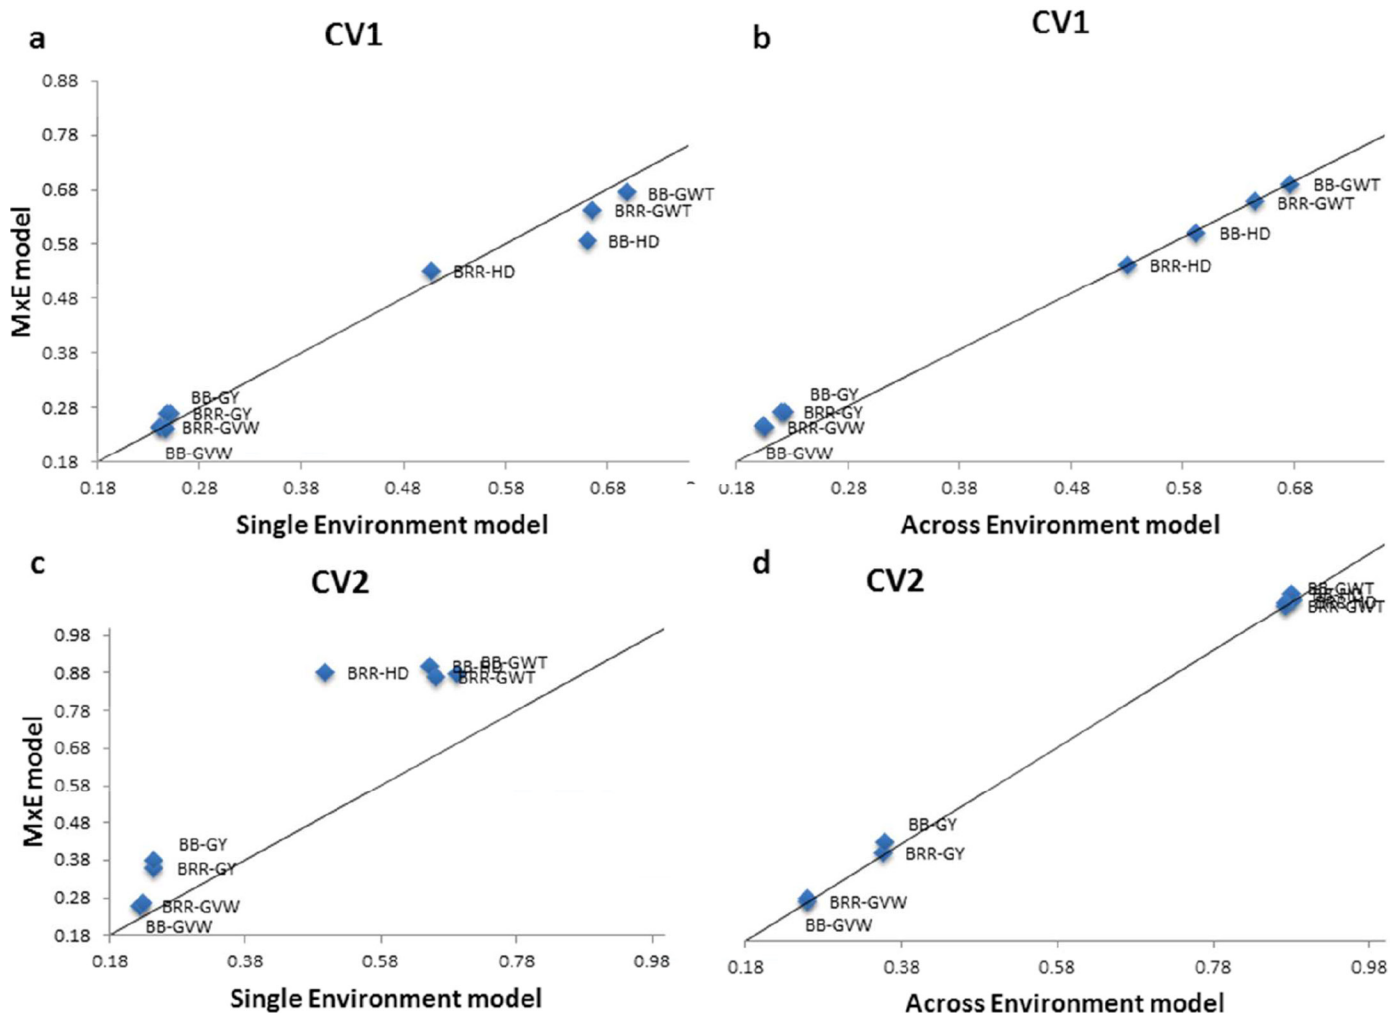 a
CV1
MxE model
0.88
0.78
0.68
0.58
0.48
0.38
0.28
0.18
BB-GWT
BRR-GWT
BB-HD
BRR-HD
BB-GY
BRR-GY
BRR-GVW
BB-GVW
0.18 0.28 0.38 0.48 0.58 0.68
Single Environment model
b
CV1
BB-GWT
BRR-GWT
BB-HD
BRR-HD
BB-GY
BRR-GY
BRR-GVW
BB-GVW
0.18 0.28 0.38 0.48 0.58 0.68
Across Environment model
c
CV2
MxE model
0.98
0.88
0.78
0.68
0.58
0.48
0.38
0.28
0.18
BB-GWT
BB-HD
BRR-HD
BRR-GWT
BB-GY
BRR-GY
BRR-GVW
BB-GVW
0.18 0.38 0.58 0.78 0.98
Single Environment model
d
CV2
BB-GWT
BRR-HD
BRR-GWT
BB-GY
BRR-GY
BRR-GVW
BB-GVW
0.18 0.38 0.58 0.78 0.98
Across Environment model